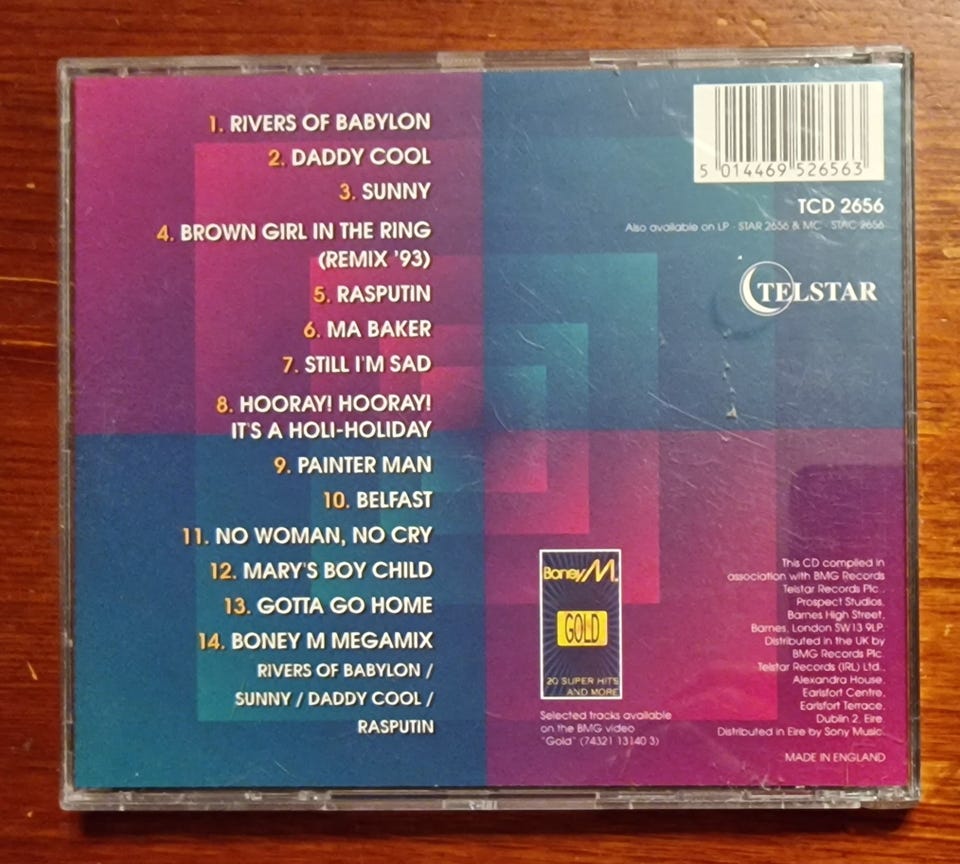 1. RIVERS OF BABYLON
2. DADDY COOL
3. SUNNY
4. BROWN GIRL IN THE RING
(REMIX '93)
5. RASPUTIN
6. MA BAKER
7. STILL I'M SAD
8. HOORAY! HOORAY!
IT'S A HOLI-HOLIDAY
9. PAINTER MAN
10. BELFAST
11. NO WOMAN, NO CRY
12. MARY'S BOY CHILD
13. GOTTA GO HOME
14. BONEY M MEGAMIX
RIVERS OF BABYLON /
SUNNY / DADDY COOL /
RASPUTIN
5 014469 526563
TCD 2656
Also available on LP · STAR 2656 & MC · STAC 2656
TELSTAR
Boney M.
GOLD
20 SUPER HITS
AND MORE
Selected tracks available
on the BMG video
"Gold" (74321 13140 3)
This CD compiled in
association with BMG Records
Telstar Records Plc.,
Prospect Studios,
Barnes High Street,
Barnes, London SW13 9LP.
Distributed in the UK by
BMG Records Plc.
Telstar Records (IRL) Ltd.,
Alexandra House,
Earlsfort Centre,
Earlsfort Terrace,
Dublin 2, Eire.
Distributed in Eire by Sony Music.
MADE IN ENGLAND